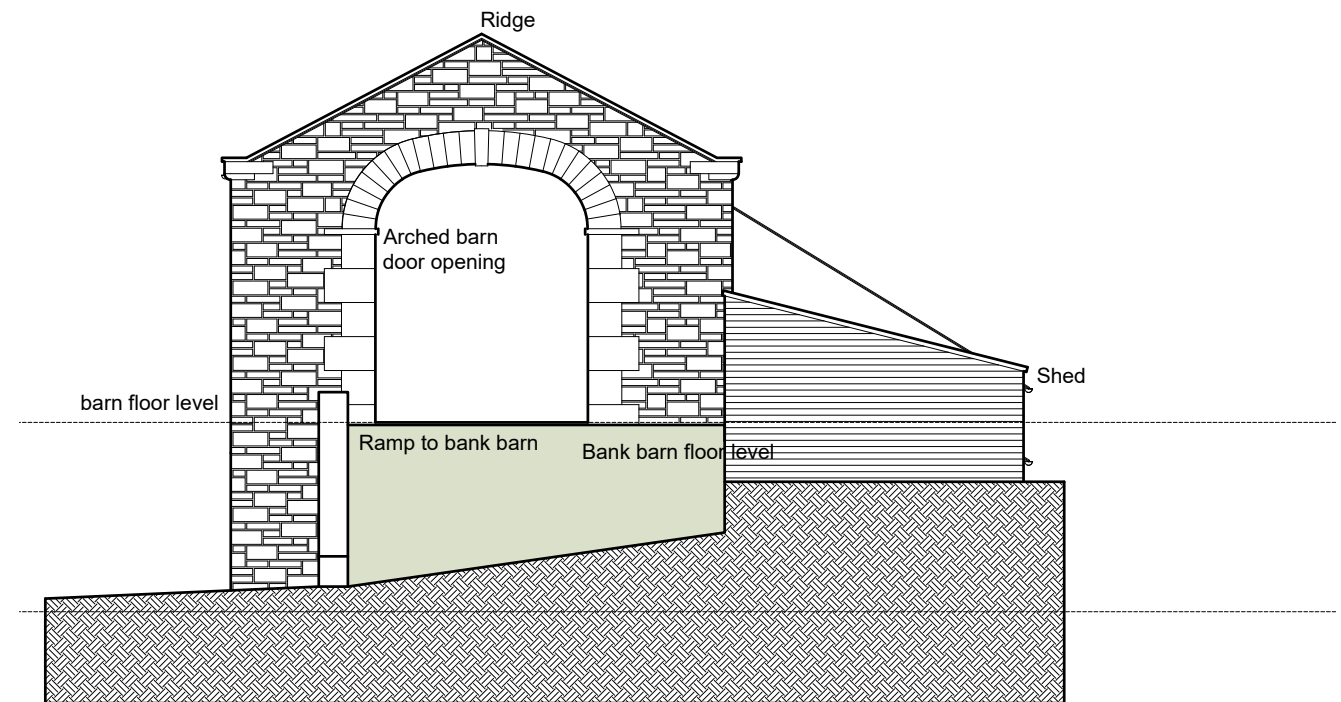 Ridge
Arched barn
door opening
Shed
barn floor level
Ramp to bank barn
Bank barn floor level